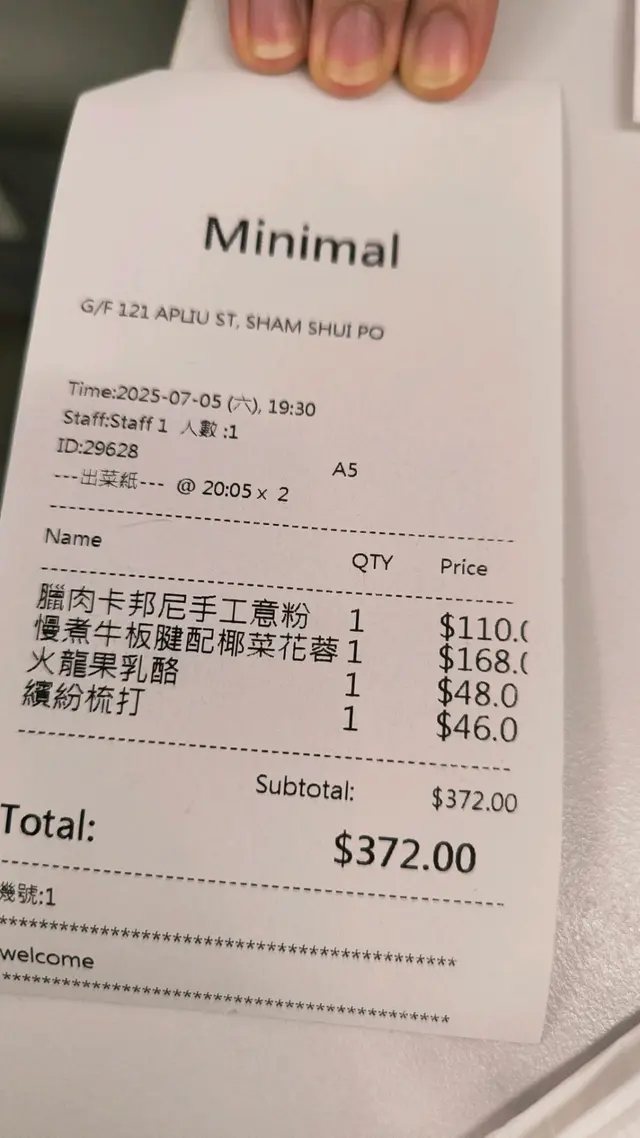 Minimal
G/F 121 APLIU ST, SHAM SHUI PO
Time:2025-07-05 (六), 19:30
Staff:Staff 1 人數 :1
ID:29628
A5
---出菜紙--- @ 20:05 x 2
Name QTY Price
臘肉卡邦尼手工意粉 1 $110.0
慢煮牛板腱配椰菜花蓉 1 $168.0
火龍果乳酪 1 $48.0
繽紛梳打 1 $46.0
Subtotal: $372.00
Total: $372.00
機號:1
******************************************
welcome
******************************************